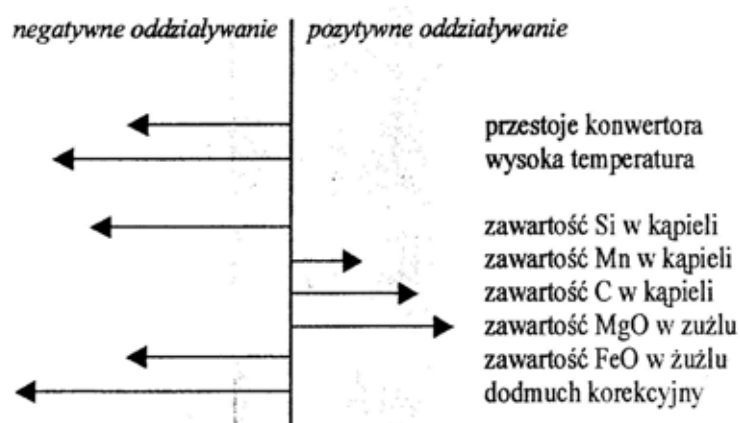 negatywne oddziaływanie
pozytywne oddziaływanie
przestoje konwertora
wysoka temperatura
zawartość Si w kąpieli
zawartość Mn w kąpieli
zawartość C w kąpieli
zawartość MgO w zużlu
zawartość FeO w żużlu
dodmuch korekcyjny